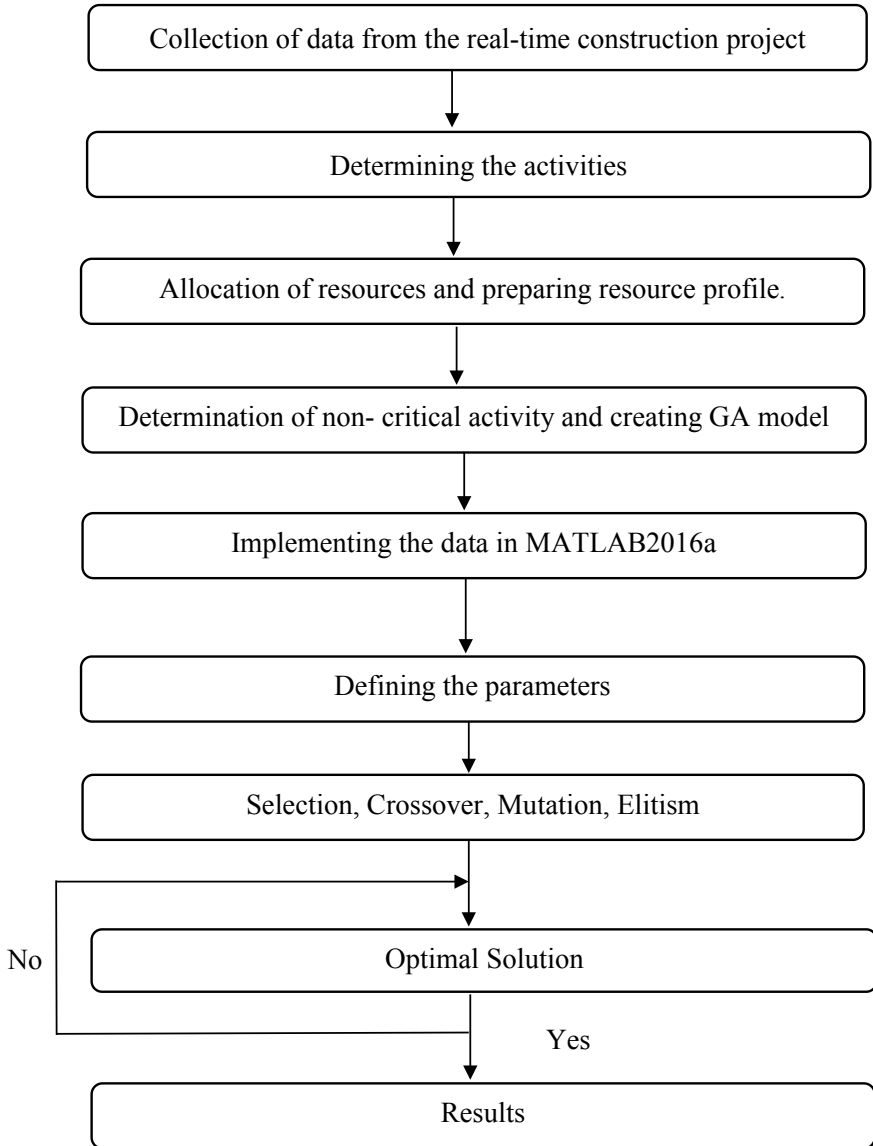 Collection of data from the real-time construction project
Determining the activities
Allocation of resources and preparing resource profile.
Determination of non- critical activity and creating GA model
Implementing the data in MATLAB2016a
Defining the parameters
Selection, Crossover, Mutation, Elitism
No
Optimal Solution
Yes
Results